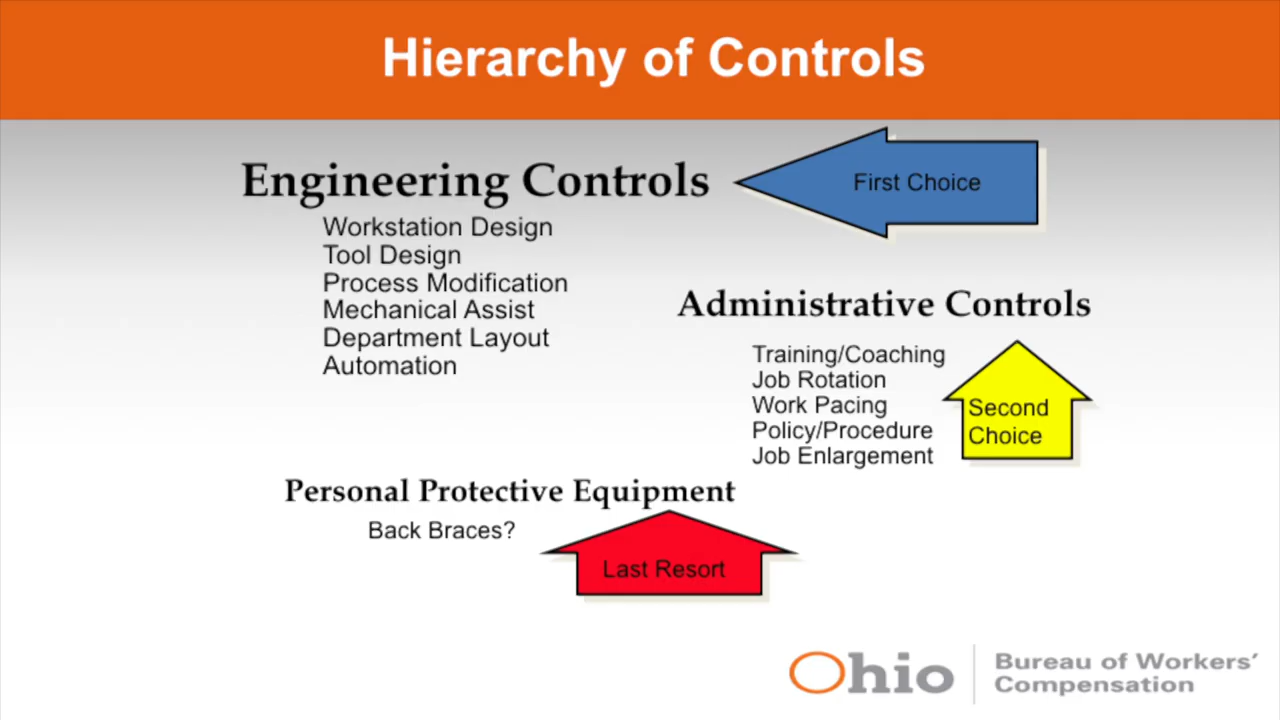 Hierarchy of Controls
Engineering Controls
First Choice
Workstation Design
Tool Design
Process Modification
Mechanical Assist
Department Layout
Automation
Administrative Controls
Training/Coaching
Job Rotation
Work Pacing
Policy/Procedure
Job Enlargement
Second
Choice
Personal Protective Equipment
Back Braces?
Last Resort
Ohio
Bureau of Workers’
Compensation